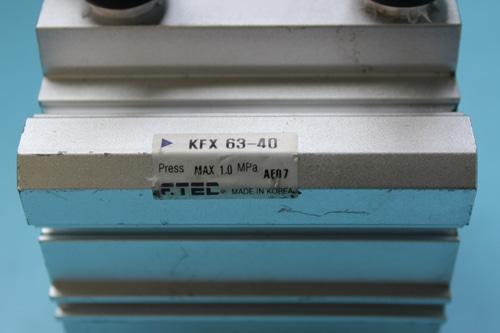 KFX 63-40
Press MAX 1.0 MPa AE07
F.TEC MADE IN KOREA